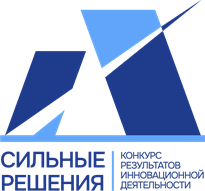 СИЛЬНЫЕ
РЕШЕНИЯ
КОНКУРС
РЕЗУЛЬТАТОВ
ИННОВАЦИОННОЙ
ДЕЯТЕЛЬНОСТИ